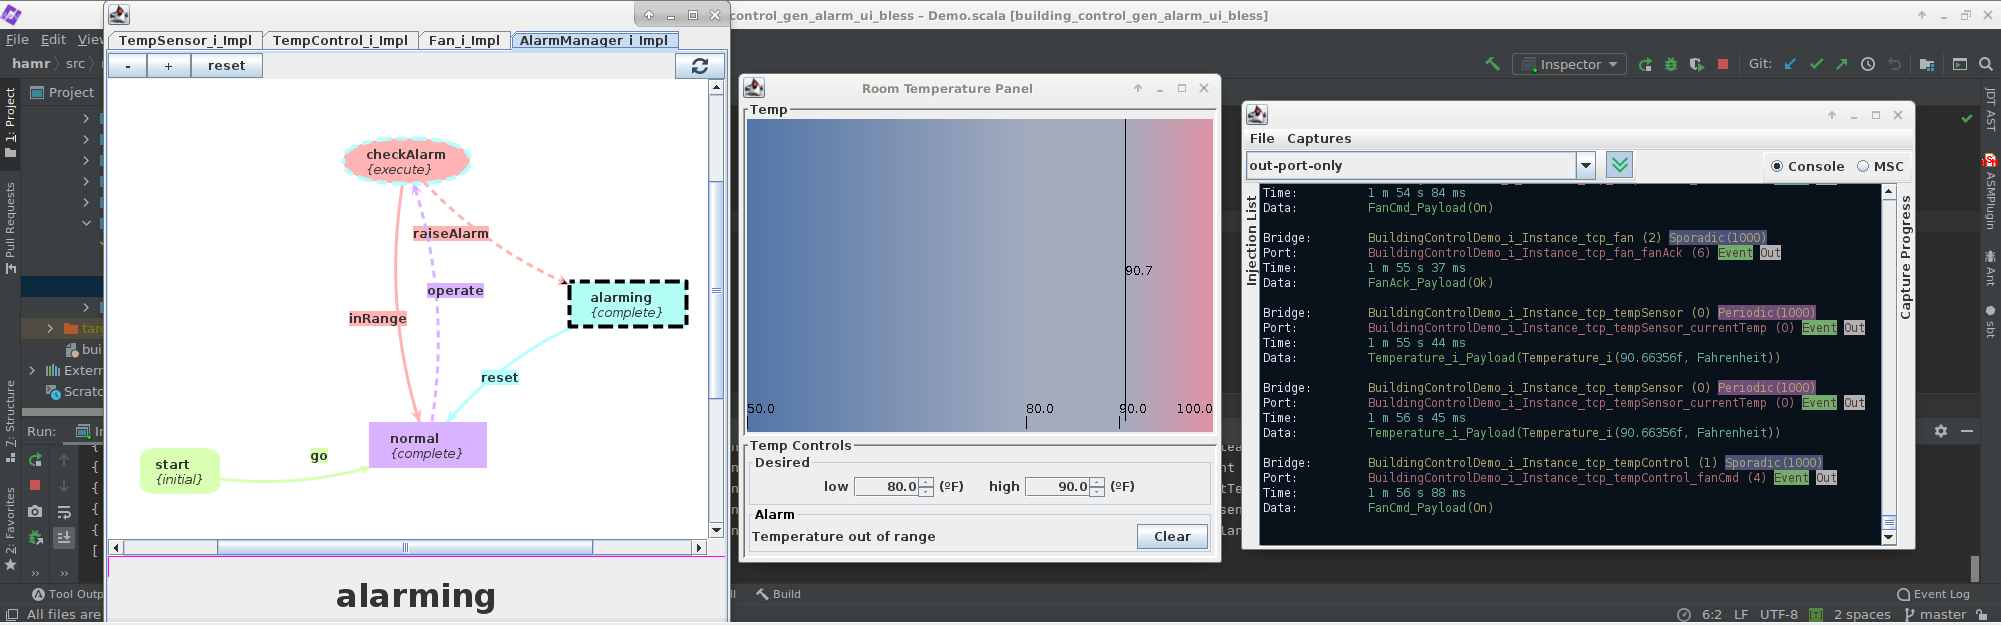 control_gen_alarm_ui_bless – Demo.scala [building_control_gen_alarm_ui_bless]
File Edit View
hamr src
Project
1: Project
Pull Requests
7: Structure
2: Favorites
TempSensor_i_Impl TempControl_i_Impl Fan_i_Impl AlarmManager_i_Impl
- + reset
checkAlarm
{execute}
raiseAlarm
operate
alarming
{complete}
inRange
reset
normal
{complete}
go
start
{initial}
alarming
Extern
Scratc
Run:
Tool Outp
All files are
Room Temperature Panel
Temp
90.7
50.0 80.0 90.0 100.0
Temp Controls
Desired
low 80.0 (ºF) high 90.0 (ºF)
Alarm
Temperature out of range Clear
Build
Inspector Git:
File Captures
out-port-only Console MSC
Injection List
Capture Progress
Time: 1 m 54 s 84 ms
Data: FanCmd_Payload(On)
Bridge: BuildingControlDemo_i_Instance_tcp_fan (2) Sporadic(1000)
Port: BuildingControlDemo_i_Instance_tcp_fan_fanAck (6) Event Out
Time: 1 m 55 s 37 ms
Data: FanAck_Payload(Ok)
Bridge: BuildingControlDemo_i_Instance_tcp_tempSensor (0) Periodic(1000)
Port: BuildingControlDemo_i_Instance_tcp_tempSensor_currentTemp (0) Event Out
Time: 1 m 55 s 44 ms
Data: Temperature_i_Payload(Temperature_i(90.66356f, Fahrenheit))
Bridge: BuildingControlDemo_i_Instance_tcp_tempSensor (0) Periodic(1000)
Port: BuildingControlDemo_i_Instance_tcp_tempSensor_currentTemp (0) Event Out
Time: 1 m 56 s 45 ms
Data: Temperature_i_Payload(Temperature_i(90.66356f, Fahrenheit))
Bridge: BuildingControlDemo_i_Instance_tcp_tempControl (1) Sporadic(1000)
Port: BuildingControlDemo_i_Instance_tcp_tempControl_fanCmd (4) Event Out
Time: 1 m 56 s 88 ms
Data: FanCmd_Payload(On)
JDT AST
ASMPlugin
Ant
sbt
Event Log
6:2 LF UTF-8 2 spaces master